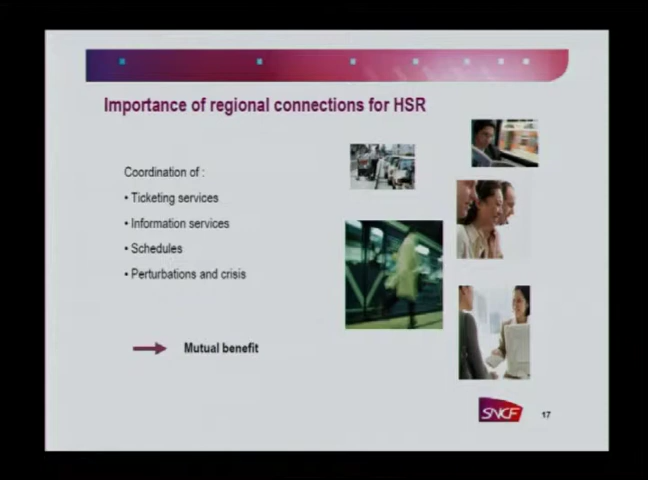 Importance of regional connections for HSR
Coordination of :
• Ticketing services
• Information services
• Schedules
• Perturbations and crisis
Mutual benefit
SNCF
17